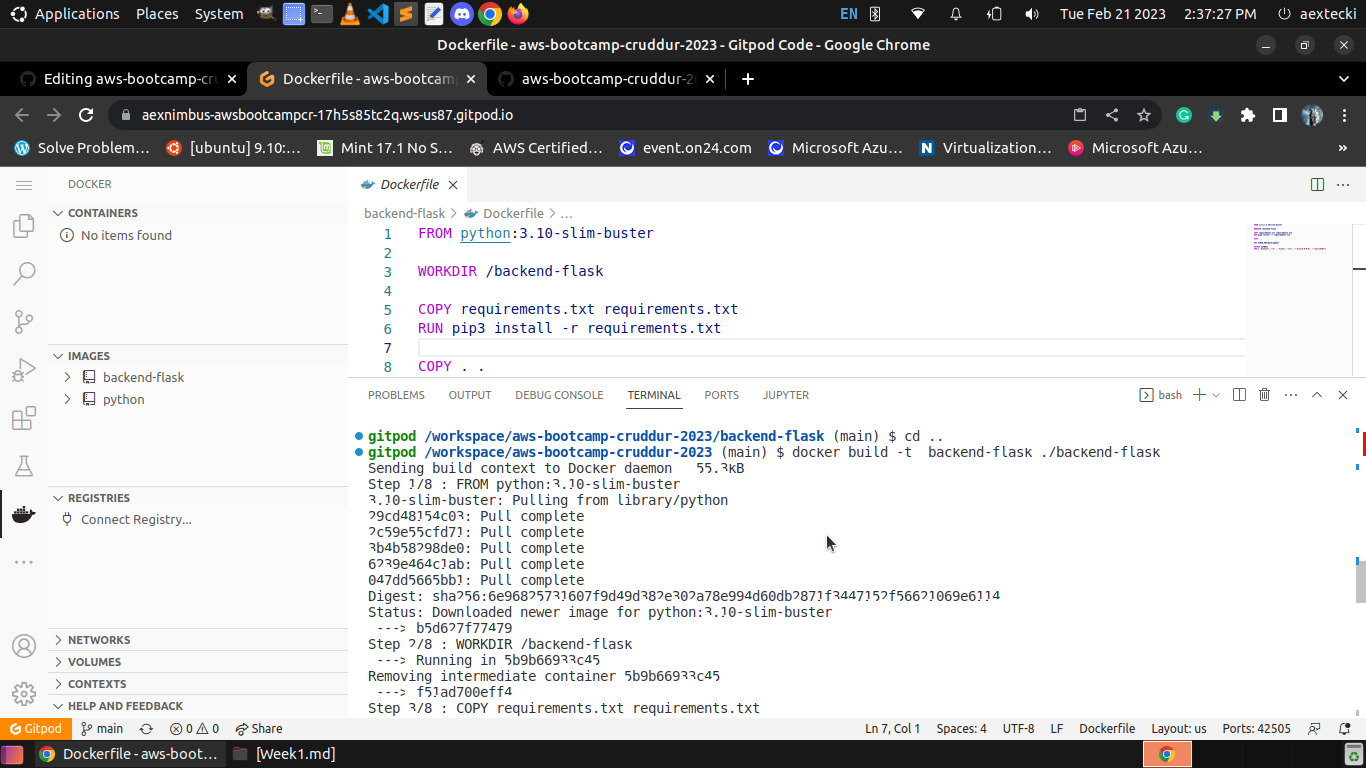 Applications Places System EN Tue Feb 21 2023 2:37:27 PM aextecki
Dockerfile - aws-bootcamp-cruddur-2023 - Gitpod Code - Google Chrome
Editing aws-bootcamp-cru Dockerfile - aws-bootcamp aws-bootcamp-cruddur-2
aexnimbus-awsbootcampcr-17h5s85tc2q.ws-us87.gitpod.io
Solve Problem… [ubuntu] 9.10:… Mint 17.1 No S… AWS Certified… event.on24.com Microsoft Azu… Virtualization… Microsoft Azu… »
DOCKER
Dockerfile
CONTAINERS
No items found
backend-flask > Dockerfile > …
1 FROM python:3.10-slim-buster
2
3 WORKDIR /backend-flask
4
5 COPY requirements.txt requirements.txt
6 RUN pip3 install -r requirements.txt
7
8 COPY . .
IMAGES
backend-flask
python
REGISTRIES
Connect Registry...
NETWORKS
VOLUMES
CONTEXTS
HELP AND FEEDBACK
PROBLEMS OUTPUT DEBUG CONSOLE TERMINAL PORTS JUPYTER bash
gitpod /workspace/aws-bootcamp-cruddur-2023/backend-flask (main) $ cd ..
gitpod /workspace/aws-bootcamp-cruddur-2023 (main) $ docker build -t  backend-flask ./backend-flask
Sending build context to Docker daemon   55.3kB
Step 1/8 : FROM python:3.10-slim-buster
3.10-slim-buster: Pulling from library/python
29cd48154c03: Pull complete
2c59e55cfd71: Pull complete
3b4b58298de0: Pull complete
6239e464c1ab: Pull complete
047dd5665bb1: Pull complete
Digest: sha256:6e96825731607f9d49d382e302a78e994d60db2871f3447152f56621069e6114
Status: Downloaded newer image for python:3.10-slim-buster
 ---> b5d627f77479
Step 2/8 : WORKDIR /backend-flask
 ---> Running in 5b9b66933c45
Removing intermediate container 5b9b66933c45
 ---> f51ad700eff4
Step 3/8 : COPY requirements.txt requirements.txt
Gitpod main 0 0 Share Ln 7, Col 1 Spaces: 4 UTF-8 LF Dockerfile Layout: us Ports: 42505
Dockerfile - aws-boot... [Week1.md]